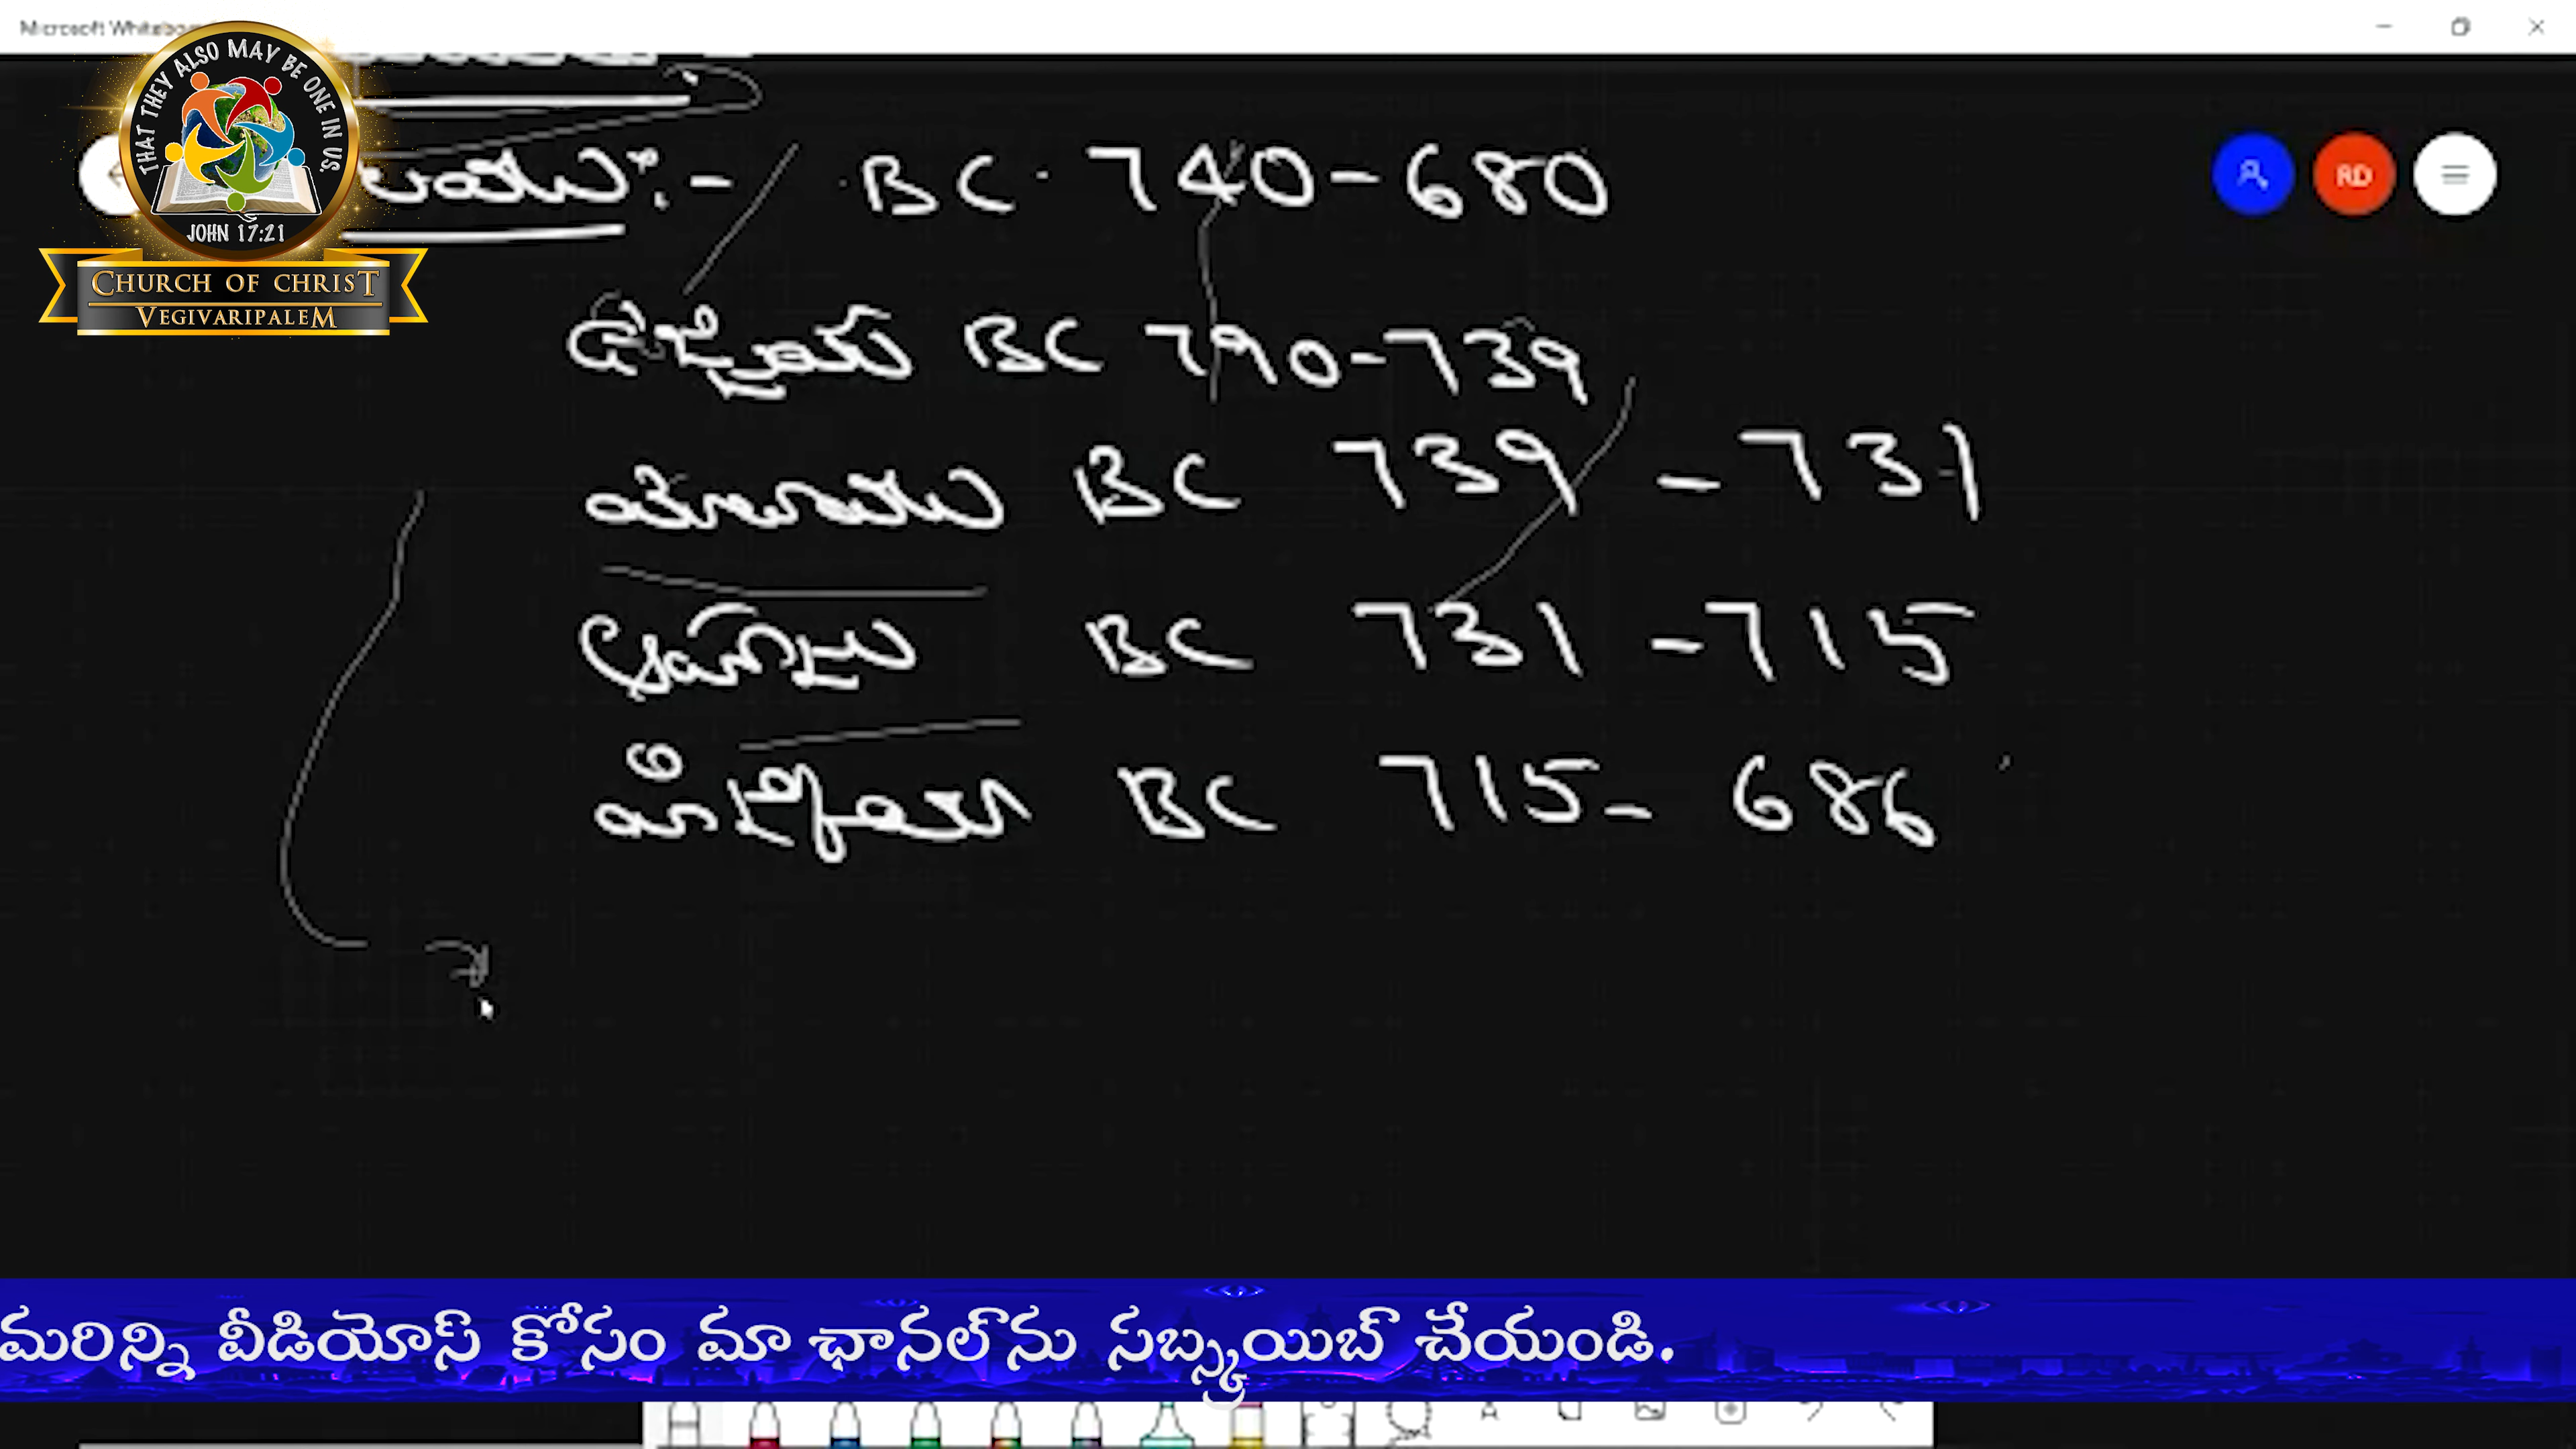 Microsoft Whiteboard
THAT THEY ALSO MAY BE ONE IN US.
JOHN 17:21
CHURCH OF CHRIST
VEGIVARIPALEM
RD
:- BC. 740-680
ఉజ్జియా BC 790-739
యోతాము BC 739 - 731
ఆహాజు BC 731 - 715
హిజ్కియా BC 715 - 686
మరిన్ని వీడియోస్ కోసం మా ఛానల్‌ను సబ్స్క్రయిబ్ చేయండి.